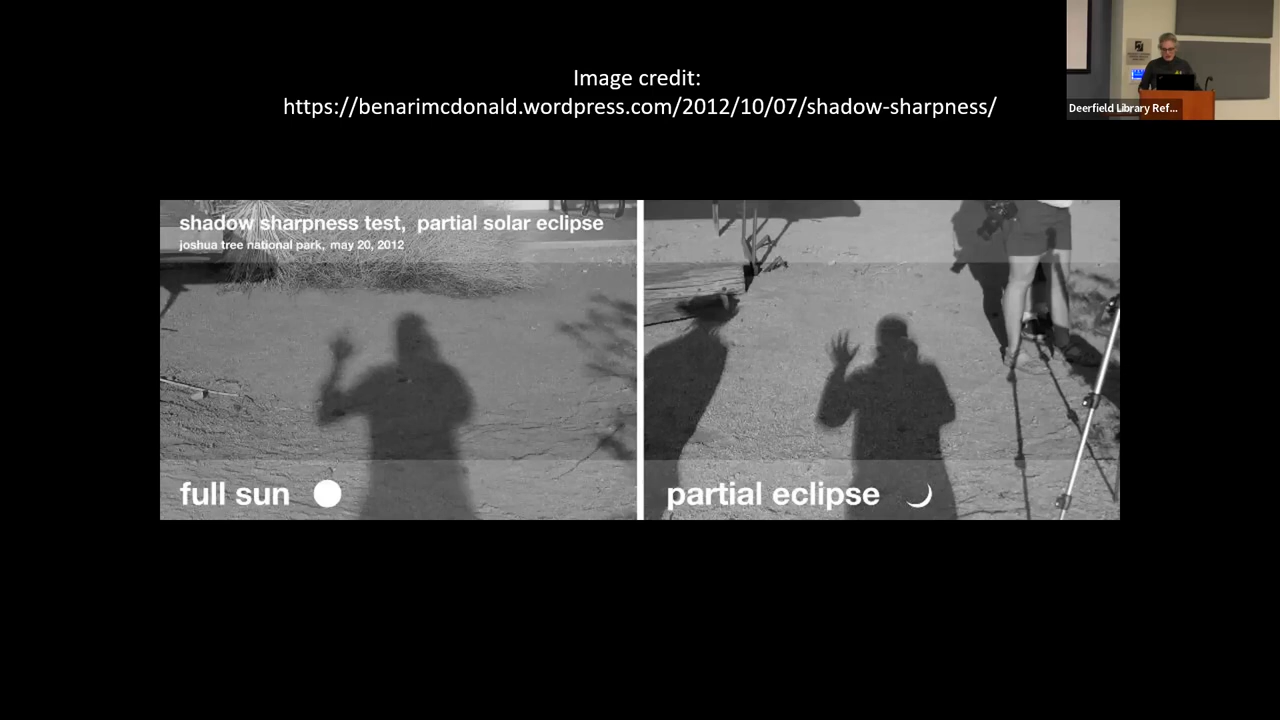 Image credit:
https://benarimcdonald.wordpress.com/2012/10/07/shadow-sharpness/
Deerfield Library Ref...
shadow sharpness test, partial solar eclipse
joshua tree national park, may 20, 2012
full sun
partial eclipse